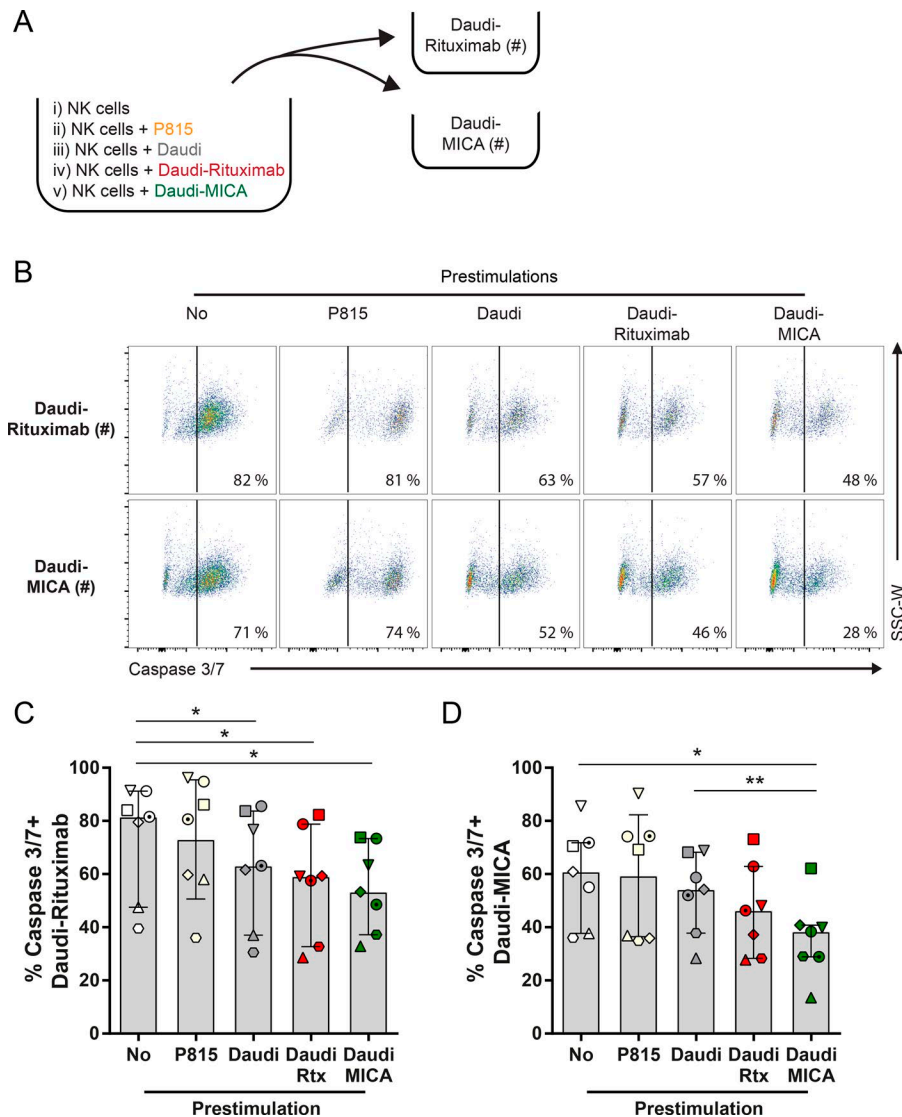 A
i) NK cells
ii) NK cells + P815
iii) NK cells + Daudi
iv) NK cells + Daudi-Rituximab
v) NK cells + Daudi-MICA
Daudi-
Rituximab (#)
Daudi-
MICA (#)
B
Prestimulations
No P815 Daudi Daudi-
Rituximab Daudi-
MICA
Daudi-
Rituximab (#)
82 % 81 % 63 % 57 % 48 %
Daudi-
MICA (#)
71 % 74 % 52 % 46 % 28 %
SSC-W
Caspase 3/7
C
% Caspase 3/7+
Daudi-Rituximab
100
80
60
40
20
0
*
*
*
No P815 Daudi Daudi Daudi
Rtx MICA
Prestimulation
D
% Caspase 3/7+
Daudi-MICA
100
80
60
40
20
0
*
**
No P815 Daudi Daudi Daudi
Rtx MICA
Prestimulation